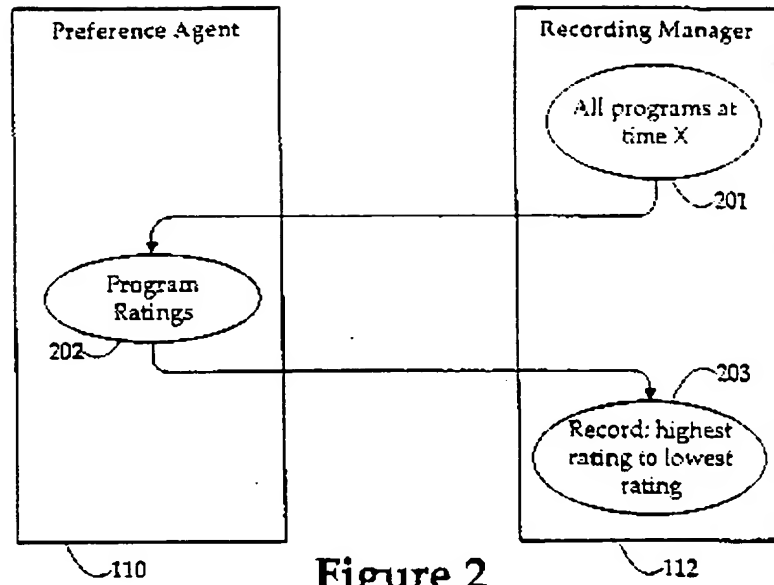 Preference Agent
Recording Manager
All programs at
time X
201
Program
Ratings
202
203
Record: highest
rating to lowest
rating
110
112
Figure 2